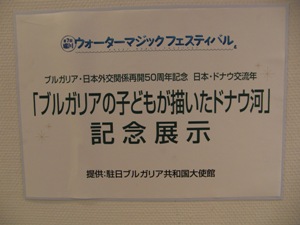 ウォーターマジックフェスティバル
ブルガリア・日本外交関係再開50周年記念 日本・ドナウ交流年
「ブルガリアの子どもが描いたドナウ河」
記念展示
提供：駐日ブルガリア共和国大使館